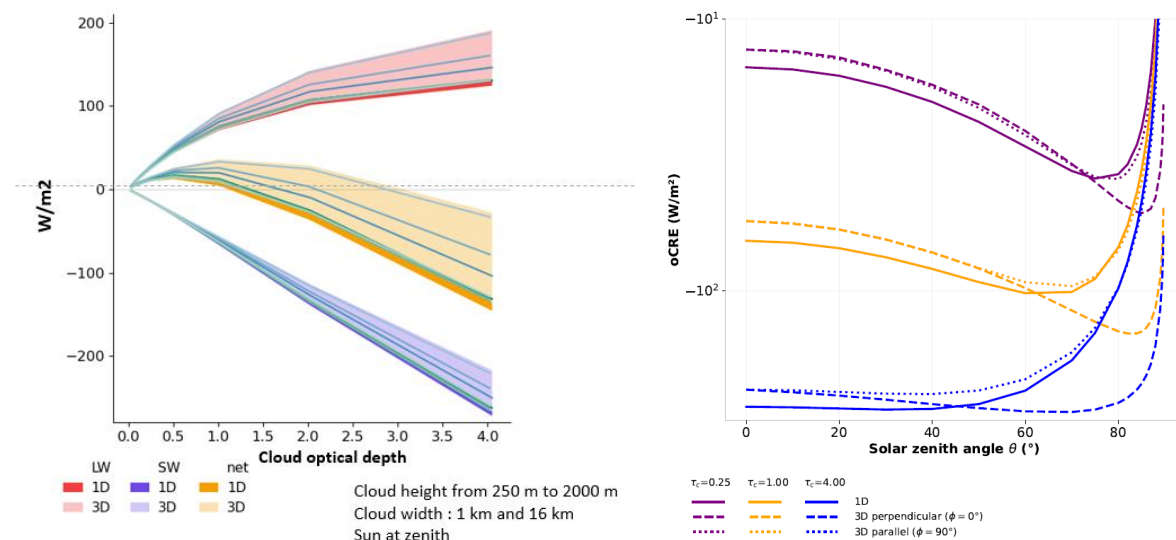 200
100
0
−100
−200
W/m2
0.0 0.5 1.0 1.5 2.0 2.5 3.0 3.5 4.0
Cloud optical depth
LW SW net
1D 1D 1D
3D 3D 3D
Cloud height from 250 m to 2000 m
Cloud width : 1 km and 16 km
Sun at zenith
−10¹
−10²
oCRE (W/m²)
0 20 40 60 80
Solar zenith angle θ (°)
τc=0.25 τc=1.00 τc=4.00
1D
3D perpendicular (ϕ = 0°)
3D parallel (ϕ = 90°)